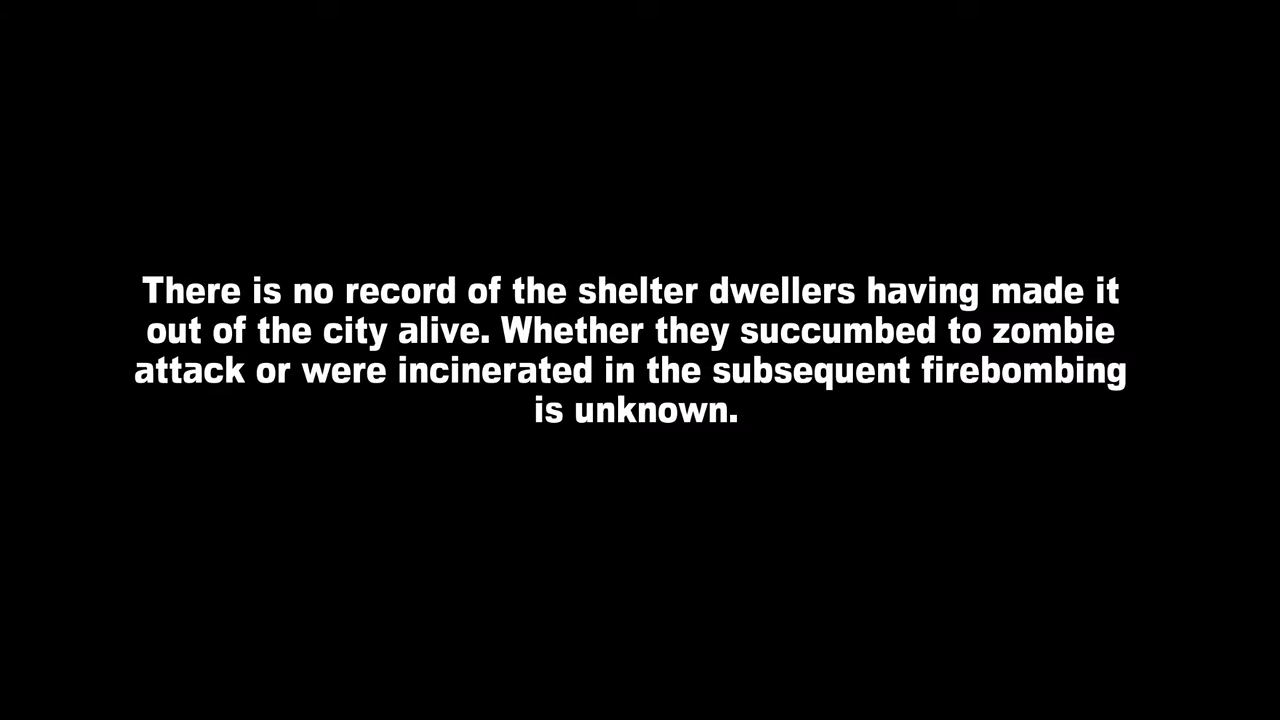 There is no record of the shelter dwellers having made it
out of the city alive. Whether they succumbed to zombie
attack or were incinerated in the subsequent firebombing
is unknown.